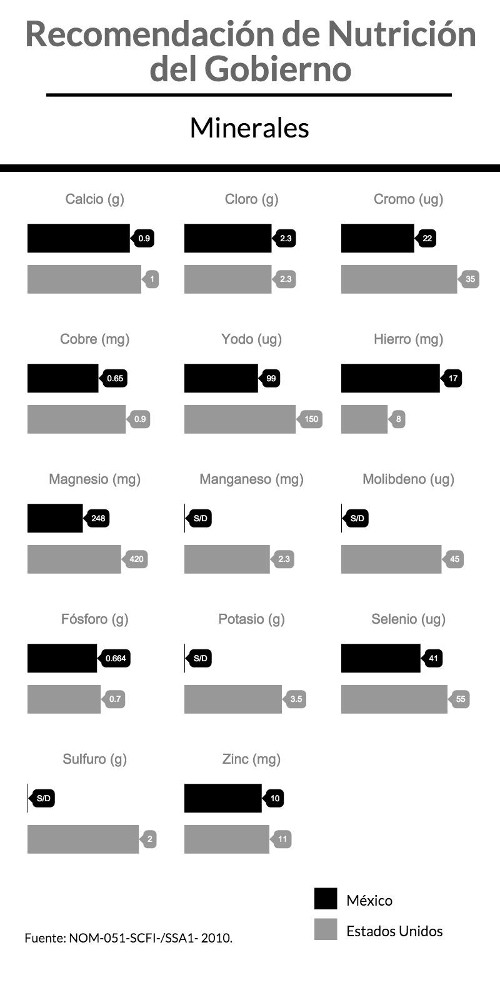 Recomendación de Nutrición
del Gobierno
Minerales
Calcio (g)
0.9
1
Cloro (g)
2.3
2.3
Cromo (ug)
22
35
Cobre (mg)
0.65
0.9
Yodo (ug)
99
150
Hierro (mg)
17
8
Magnesio (mg)
248
420
Manganeso (mg)
S/D
2.3
Molibdeno (ug)
S/D
45
Fósforo (g)
0.664
0.7
Potasio (g)
S/D
3.5
Selenio (ug)
41
55
Sulfuro (g)
S/D
2
Zinc (mg)
10
11
México
Estados Unidos
Fuente: NOM-051-SCFI-/SSA1- 2010.